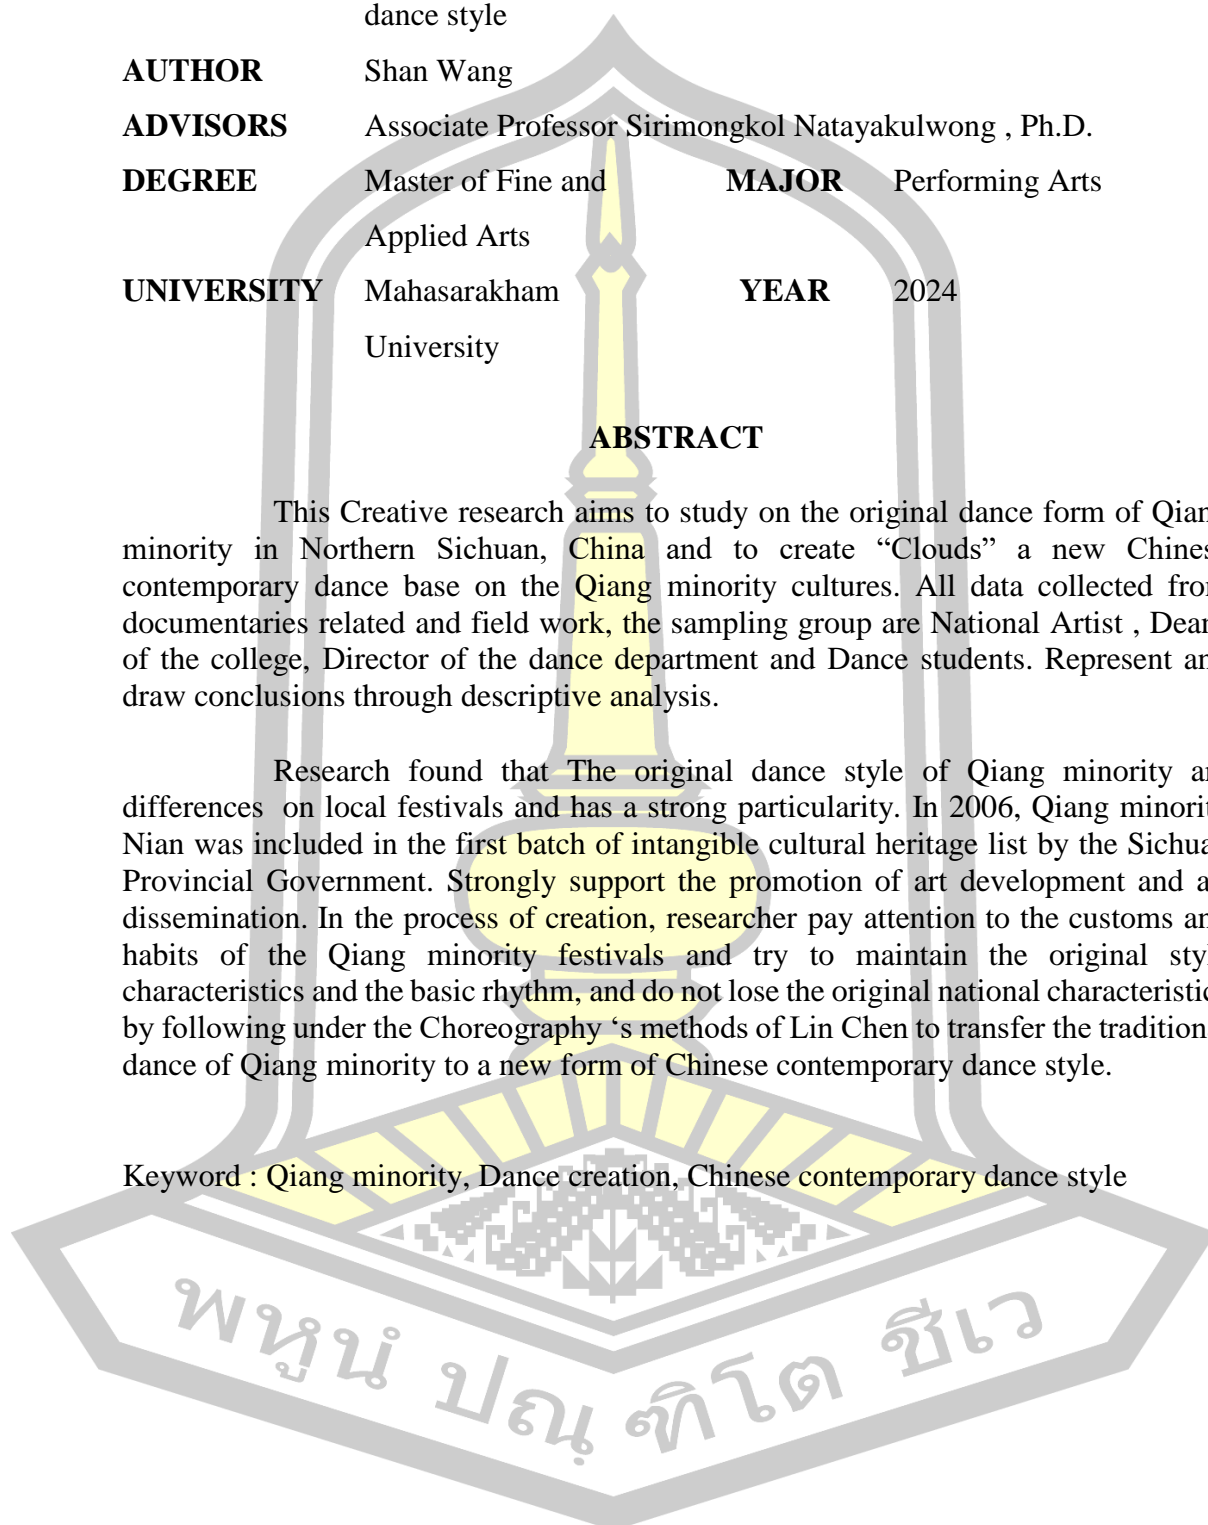 dance style
AUTHOR Shan Wang
ADVISORS Associate Professor Sirimongkol Natayakulwong , Ph.D.
DEGREE Master of Fine and MAJOR Performing Arts
Applied Arts
UNIVERSITY Mahasarakham YEAR 2024
University
ABSTRACT
This Creative research aims to study on the original dance form of Qian
minority in Northern Sichuan, China and to create “Clouds” a new Chines
contemporary dance base on the Qiang minority cultures. All data collected fro
documentaries related and field work, the sampling group are National Artist , Dean
of the college, Director of the dance department and Dance students. Represent an
draw conclusions through descriptive analysis.
Research found that The original dance style of Qiang minority ar
differences on local festivals and has a strong particularity. In 2006, Qiang minorit
Nian was included in the first batch of intangible cultural heritage list by the Sichua
Provincial Government. Strongly support the promotion of art development and a
dissemination. In the process of creation, researcher pay attention to the customs an
habits of the Qiang minority festivals and try to maintain the original styl
characteristics and the basic rhythm, and do not lose the original national characteristic
by following under the Choreography ‘s methods of Lin Chen to transfer the tradition
dance of Qiang minority to a new form of Chinese contemporary dance style.
Keyword : Qiang minority, Dance creation, Chinese contemporary dance style
พหูนํ ปณฺฑิโต ชีเว